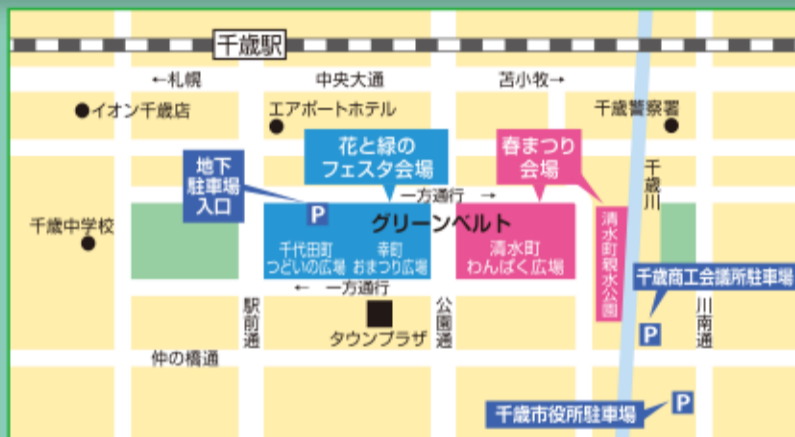 千歳駅
←札幌
中央大通
苫小牧→
イオン千歳店
エアポートホテル
千歳警察署
花と緑の
フェスタ会場
春まつり
会場
地下
駐車場
入口
千歳川
一方通行 →
P
グリーンベルト
千歳中学校
千代田町
つどいの広場
幸町
おまつり広場
清水町
わんぱく広場
清水町親水公園
千歳商工会議所駐車場
← 一方通行
駅前通
公園通
川南通
P
タウンプラザ
仲の橋通
千歳市役所駐車場
P